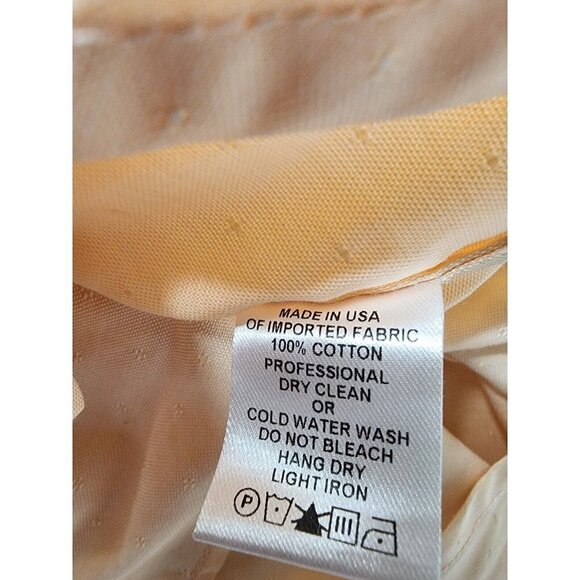 MADE IN USA
OF IMPORTED FABRIC
100% COTTON
PROFESSIONAL
DRY CLEAN
OR
COLD WATER WASH
DO NOT BLEACH
HANG DRY
LIGHT IRON
P